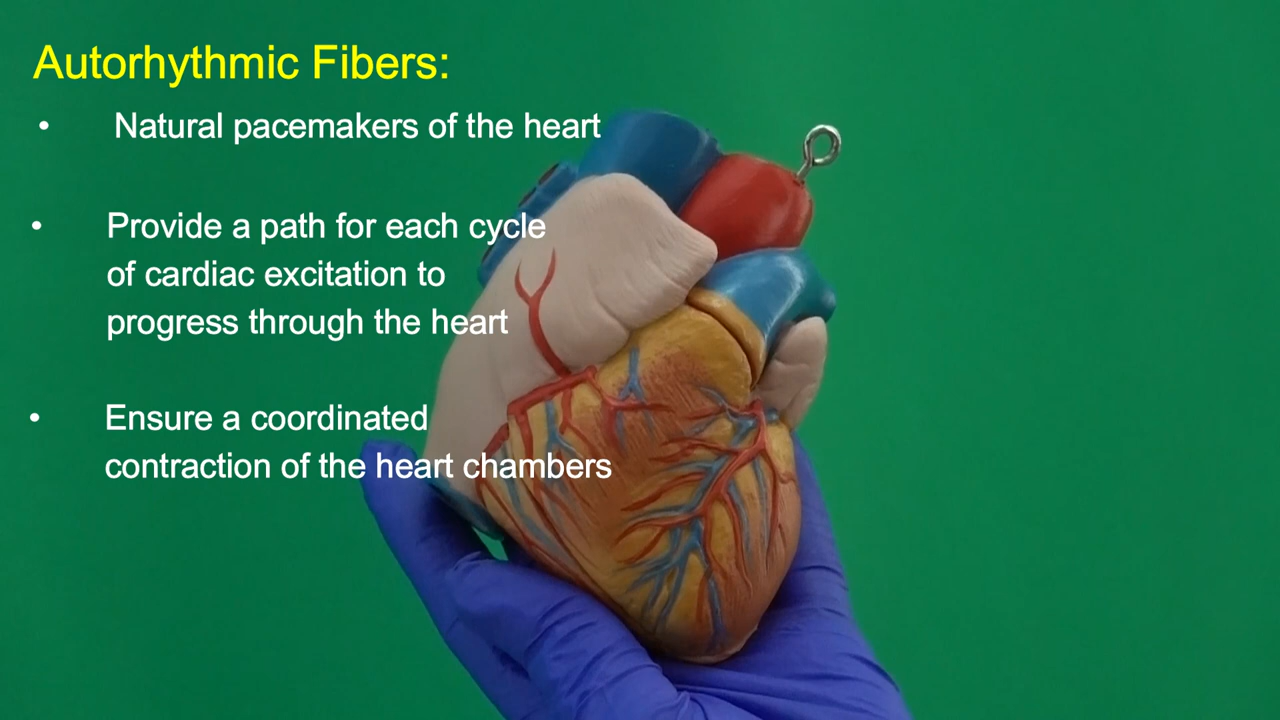 Autorhythmic Fibers:
• Natural pacemakers of the heart
• Provide a path for each cycle
of cardiac excitation to
progress through the heart
• Ensure a coordinated
contraction of the heart chambers